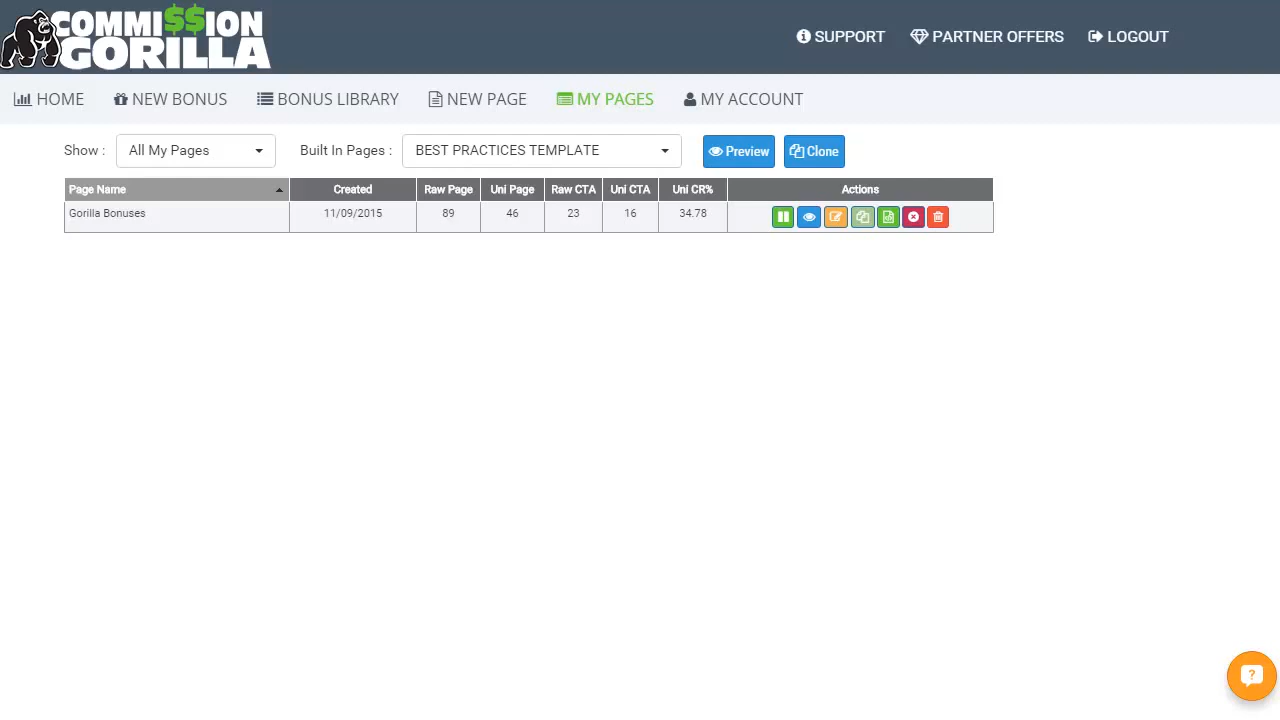 COMMI$$ION
GORILLA
SUPPORT PARTNER OFFERS LOGOUT
HOME NEW BONUS BONUS LIBRARY NEW PAGE MY PAGES MY ACCOUNT
Show : All My Pages Built In Pages : BEST PRACTICES TEMPLATE Preview Clone
Page Name Created Raw Page Uni Page Raw CTA Uni CTA Uni CR% Actions
Gorilla Bonuses 11/09/2015 89 46 23 16 34.78